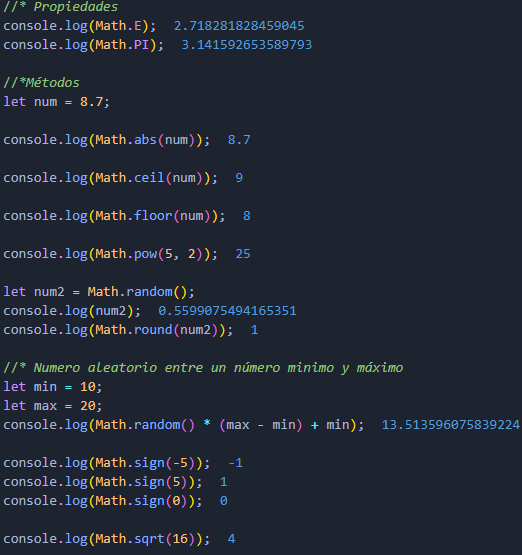 //* Propiedades
console.log(Math.E); 2.718281828459045
console.log(Math.PI); 3.141592653589793
//*Métodos
let num = 8.7;
console.log(Math.abs(num)); 8.7
console.log(Math.ceil(num)); 9
console.log(Math.floor(num)); 8
console.log(Math.pow(5, 2)); 25
let num2 = Math.random();
console.log(num2); 0.5599075494165351
console.log(Math.round(num2)); 1
//* Numero aleatorio entre un número minimo y máximo
let min = 10;
let max = 20;
console.log(Math.random() * (max - min) + min); 13.513596075839224
console.log(Math.sign(-5)); -1
console.log(Math.sign(5)); 1
console.log(Math.sign(0)); 0
console.log(Math.sqrt(16)); 4